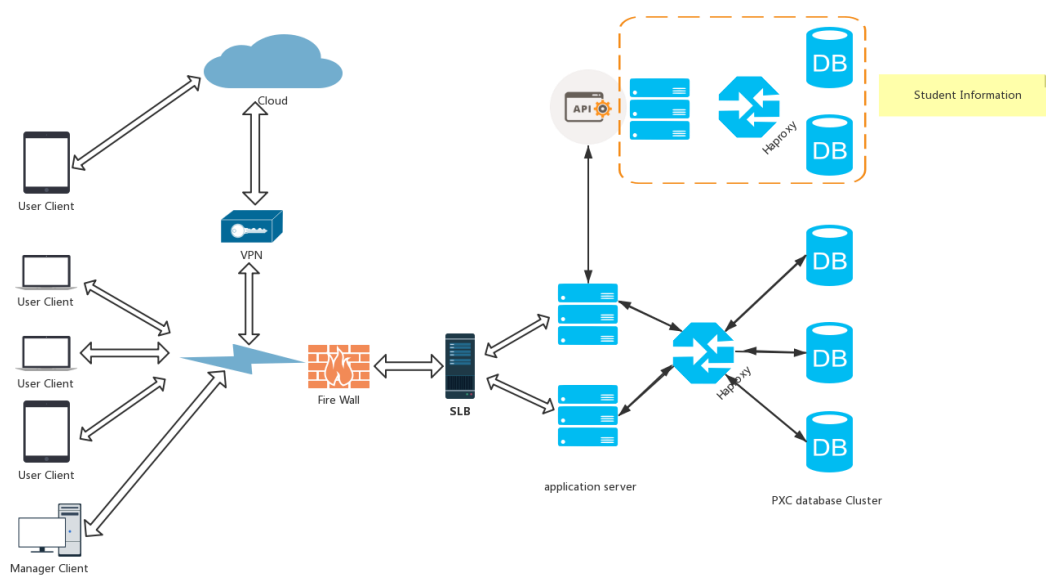 Cloud
User Client
VPN
User Client
User Client
User Client
Manager Client
Fire Wall
SLB
application server
API
Haproxy
DB
DB
Student Information
Haproxy
DB
DB
DB
PXC database Cluster